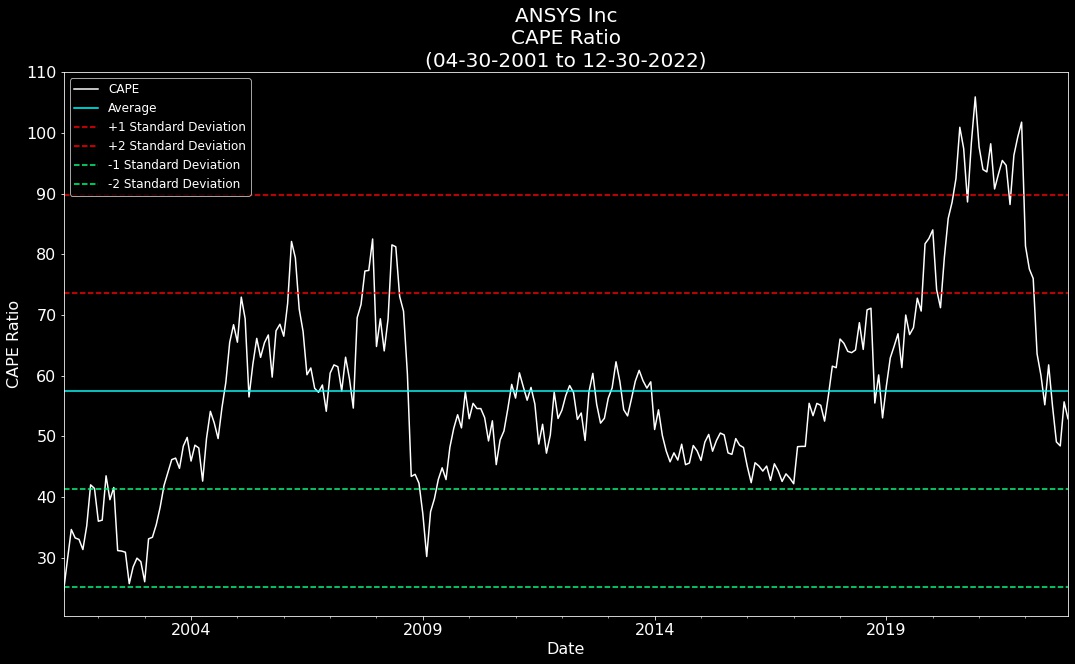 ANSYS Inc
CAPE Ratio
(04-30-2001 to 12-30-2022)
110
100
90
80
70
60
50
40
30
CAPE Ratio
CAPE
Average
+1 Standard Deviation
+2 Standard Deviation
-1 Standard Deviation
-2 Standard Deviation
2004
2009
2014
2019
Date